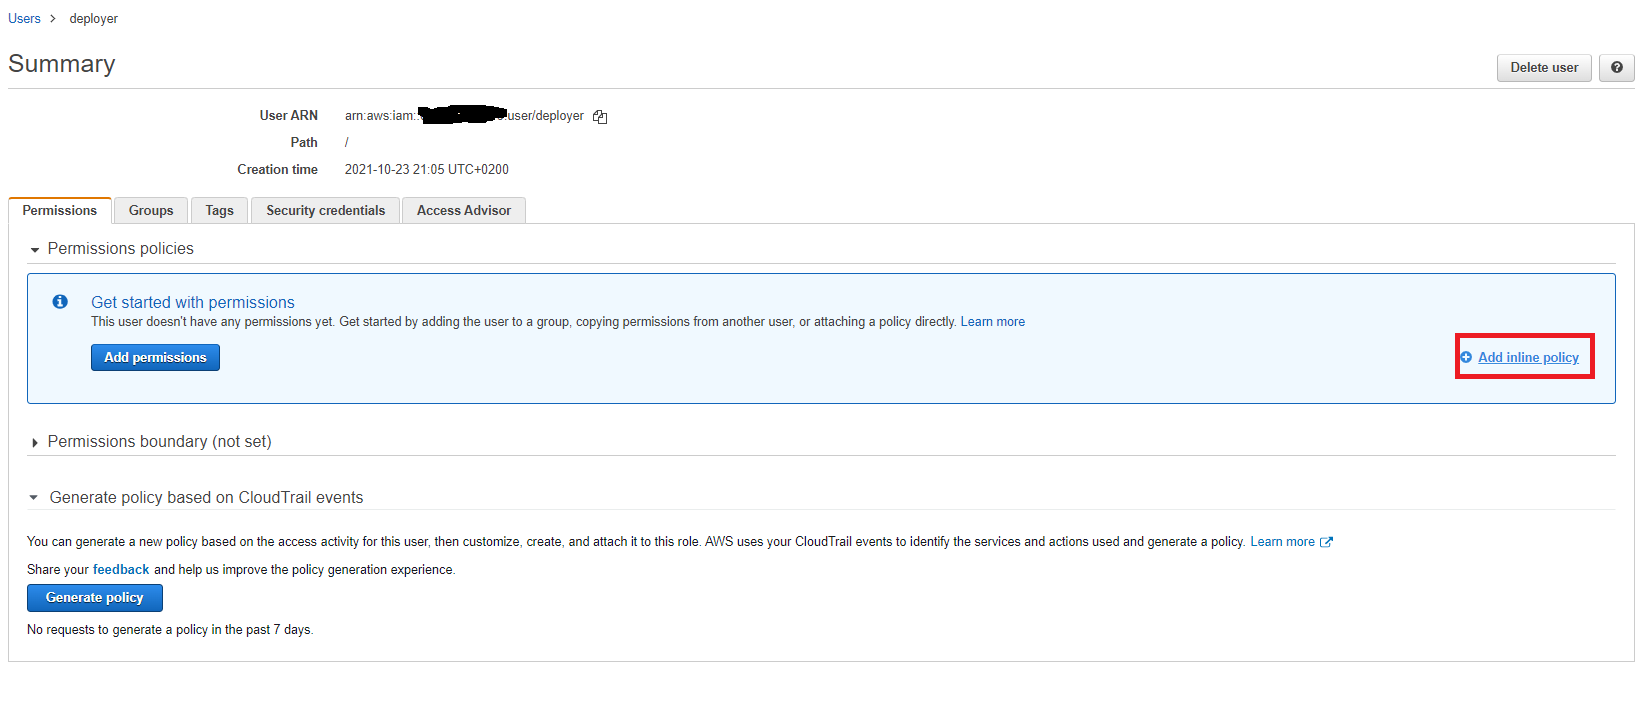 Users > deployer
Summary
Delete user
User ARN arn:aws:iam: :user/deployer
Path /
Creation time 2021-10-23 21:05 UTC+0200
Permissions Groups Tags Security credentials Access Advisor
Permissions policies
Get started with permissions
This user doesn't have any permissions yet. Get started by adding the user to a group, copying permissions from another user, or attaching a policy directly. Learn more
Add permissions
Add inline policy
Permissions boundary (not set)
Generate policy based on CloudTrail events
You can generate a new policy based on the access activity for this user, then customize, create, and attach it to this role. AWS uses your CloudTrail events to identify the services and actions used and generate a policy. Learn more
Share your feedback and help us improve the policy generation experience.
Generate policy
No requests to generate a policy in the past 7 days.